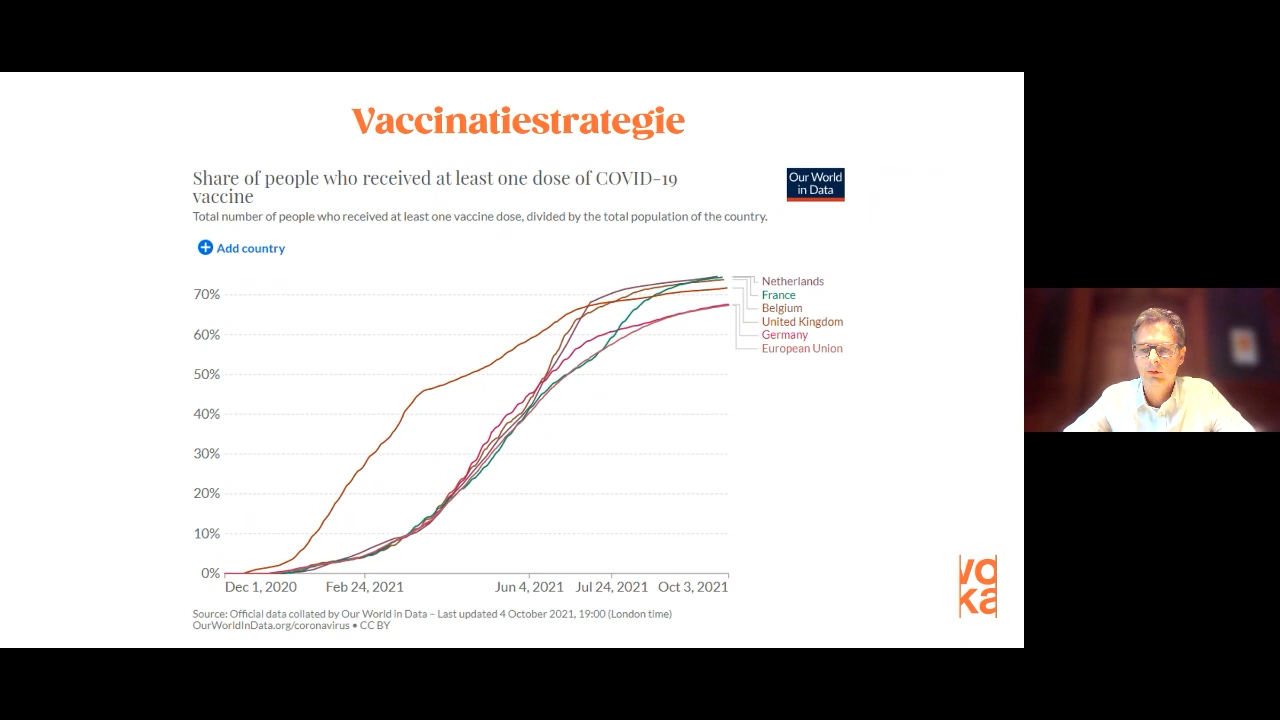 Vaccinatiestrategie
Share of people who received at least one dose of COVID-19
vaccine
Our World
in Data
Total number of people who received at least one vaccine dose, divided by the total population of the country.
Add country
70%
60%
50%
40%
30%
20%
10%
0%
Netherlands
France
Belgium
United Kingdom
Germany
European Union
Dec 1, 2020 Feb 24, 2021 Jun 4, 2021 Jul 24, 2021 Oct 3, 2021
Source: Official data collated by Our World in Data – Last updated 4 October 2021, 19:00 (London time)
OurWorldInData.org/coronavirus • CC BY
vo
ka